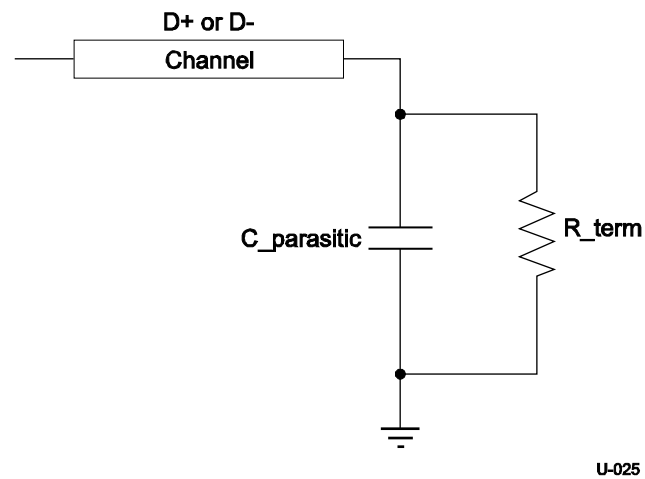 D+ or D-
Channel
C_parasitic
R_term
U-025